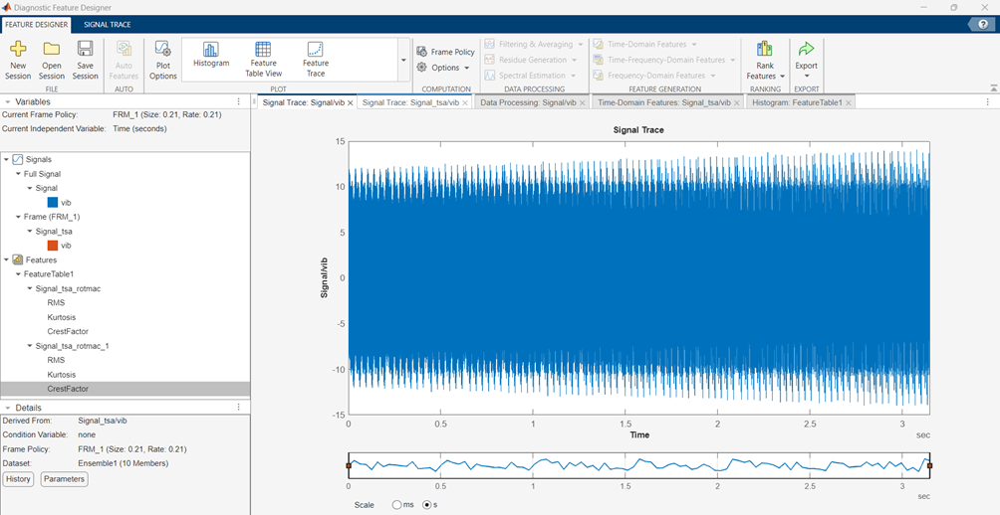 Diagnostic Feature Designer
FEATURE DESIGNER SIGNAL TRACE
New Session
Open Session
Save Session
FILE
Auto Features
AUTO
Plot Options
Histogram
Feature Table View
Feature Trace
PLOT
Frame Policy
Options
COMPUTATION
Filtering & Averaging
Residue Generation
Spectral Estimation
DATA PROCESSING
Time-Domain Features
Time-Frequency-Domain Features
Frequency-Domain Features
FEATURE GENERATION
Rank Features
RANKING
Export
EXPORT
Variables
Current Frame Policy: FRM_1 (Size: 0.21, Rate: 0.21)
Current Independent Variable: Time (seconds)
Signals
Full Signal
Signal
vib
Frame (FRM_1)
Signal_tsa
vib
Features
FeatureTable1
Signal_tsa_rotmac
RMS
Kurtosis
CrestFactor
Signal_tsa_rotmac_1
RMS
Kurtosis
CrestFactor
Details
Derived From: Signal_tsa/vib
Condition Variable: none
Frame Policy: FRM_1 (Size: 0.21, Rate: 0.21)
Dataset: Ensemble1 (10 Members)
History Parameters
Signal Trace: Signal/vib Signal Trace: Signal_tsa/vib Data Processing: Signal/vib Time-Domain Features: Signal_tsa/vib Histogram: FeatureTable1
Signal Trace
15
10
5
0
-5
-10
-15
Signal/vib
0 0.5 1 1.5 2 2.5 3
Time
sec
0 0.5 1 1.5 2 2.5 3
sec
Scale ms s